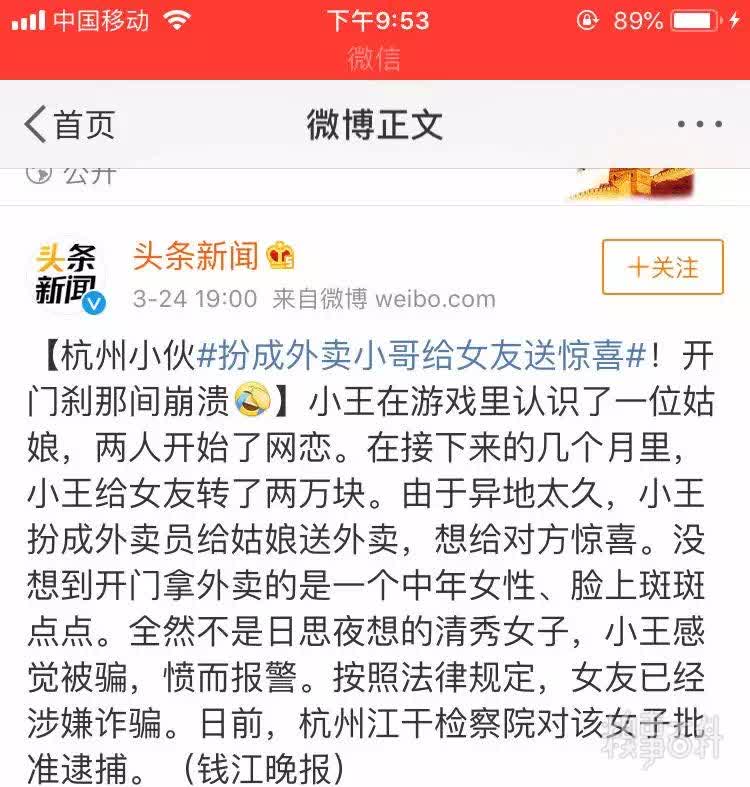 中国移动 下午9:53 89%
微信
首页 微博正文
公开
头条新闻
头条
新闻
3-24 19:00 来自微博 weibo.com
十关注
【杭州小伙#扮成外卖小哥给女友送惊喜#！开
门刹那间崩溃🤣】小王在游戏里认识了一位姑
娘，两人开始了网恋。在接下来的几个月里，
小王给女友转了两万块。由于异地太久，小王
扮成外卖员给姑娘送外卖，想给对方惊喜。没
想到开门拿外卖的是一个中年女性、脸上斑斑
点点。全然不是日思夜想的清秀女子，小王感
觉被骗，愤而报警。按照法律规定，女友已经
涉嫌诈骗。日前，杭州江干检察院对该女子批
准逮捕。（钱江晚报）